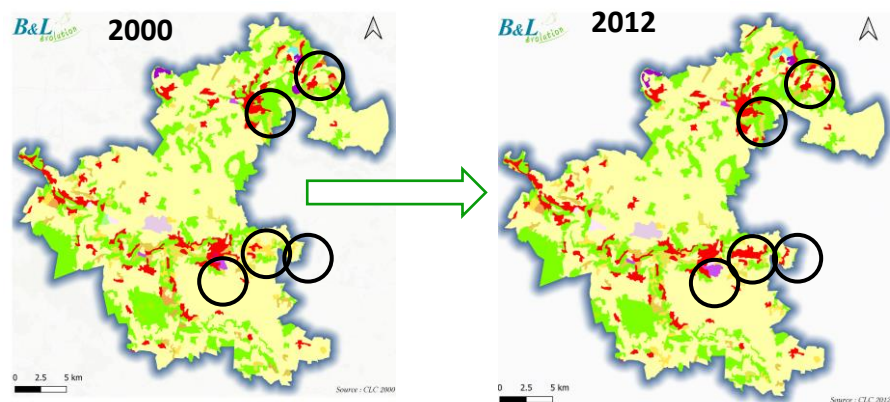 B&L
évolution
2000
0 2.5 5 km
Source : CLC 2000
B&L
évolution
2012
0 2.5 5 km
Source : CLC 2012